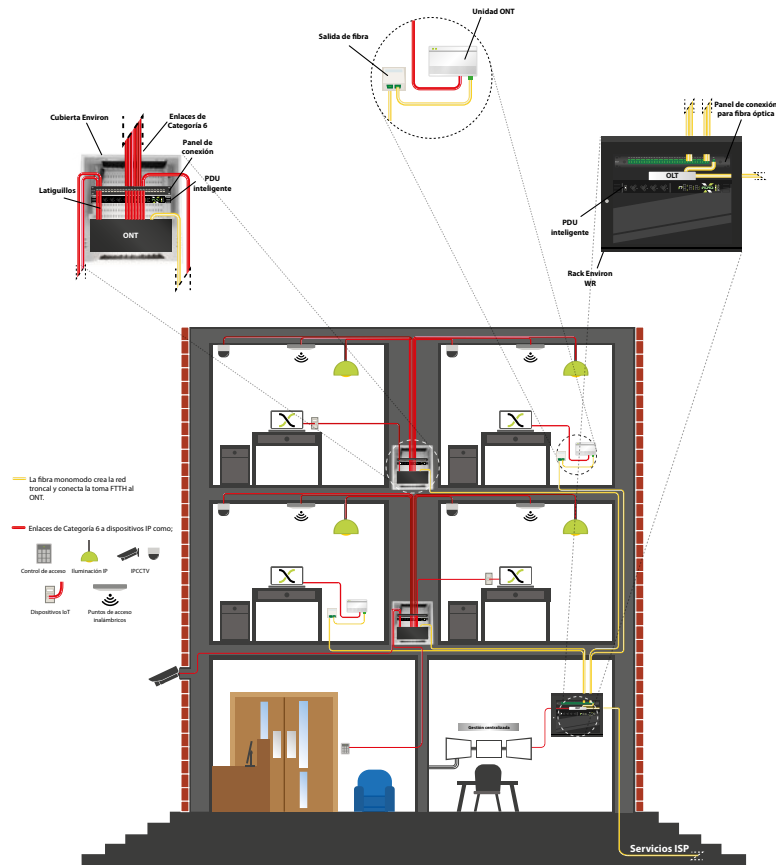 Unidad ONT
Salida de fibra
Cubierta Environ
Enlaces de
Categoría 6
Panel de
conexión
PDU
inteligente
Latiguillos
ONT
Panel de conexión
para fibra óptica
OLT
PDU
inteligente
Rack Environ
WR
La fibra monomodo crea la red
troncal y conecta la toma FTTH al
ONT.
Enlaces de Categoría 6 a dispositivos IP como;
Control de acceso
Iluminación IP
IPCCTV
Dispositivos IoT
Puntos de acceso
inalámbricos
Gestión centralizada
OLT
Servicios ISP